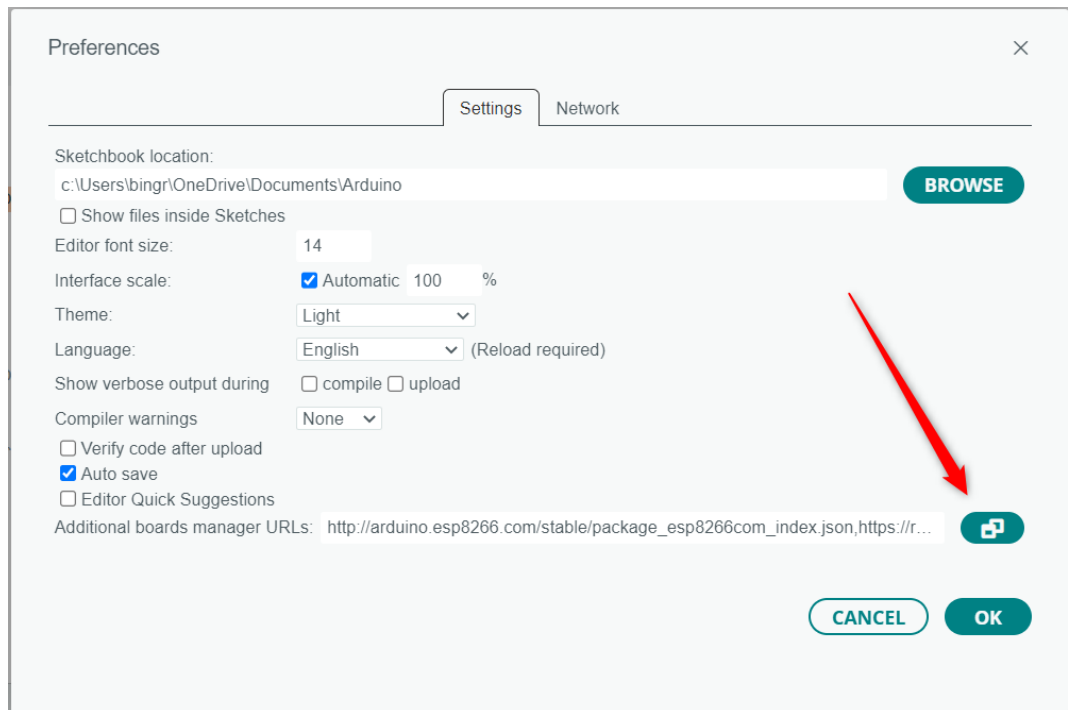 Preferences
Settings Network
Sketchbook location:
c:\Users\bingr\OneDrive\Documents\Arduino BROWSE
Show files inside Sketches
Editor font size: 14
Interface scale: Automatic 100 %
Theme: Light
Language: English (Reload required)
Show verbose output during compile upload
Compiler warnings None
Verify code after upload
Auto save
Editor Quick Suggestions
Additional boards manager URLs: http://arduino.esp8266.com/stable/package_esp8266com_index.json,https://r…
CANCEL OK